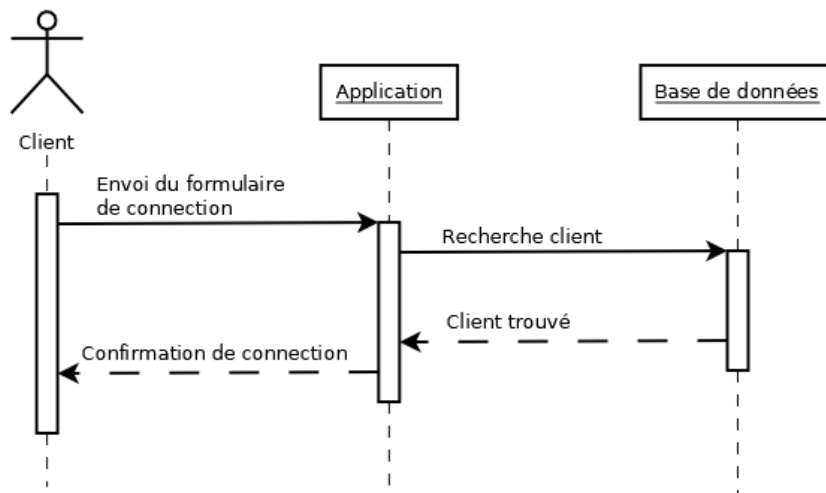 Application
Base de données
Client
Envoi du formulaire
de connection
Recherche client
Client trouvé
Confirmation de connection